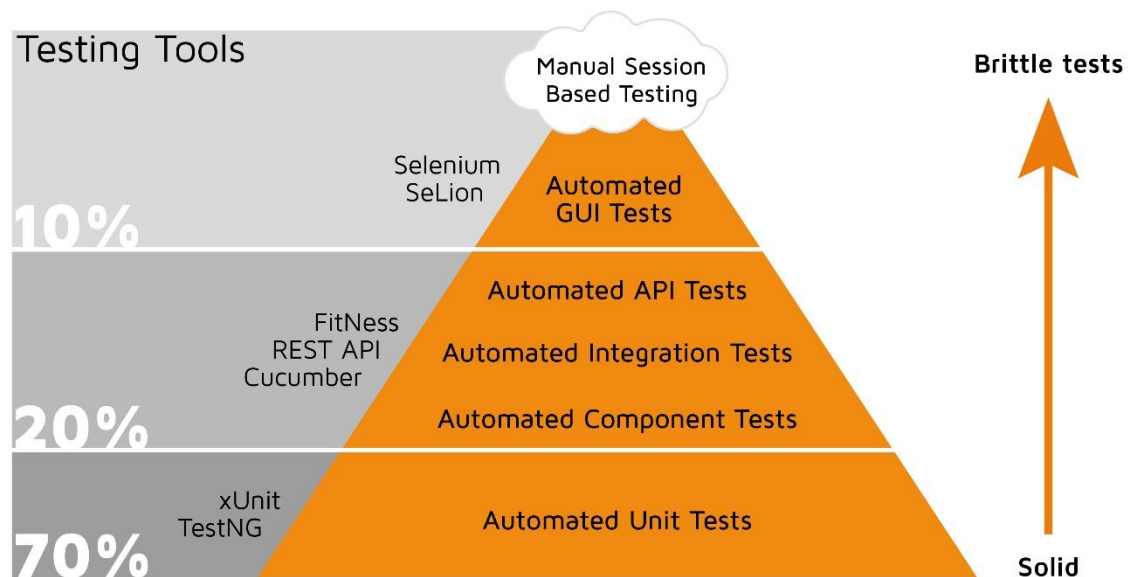 Testing Tools
Manual Session
Based Testing
Brittle tests
Selenium
SeLion
Automated
GUI Tests
10%
Automated API Tests
FitNess
REST API
Cucumber
Automated Integration Tests
Automated Component Tests
20%
xUnit
TestNG
Automated Unit Tests
70%
Solid